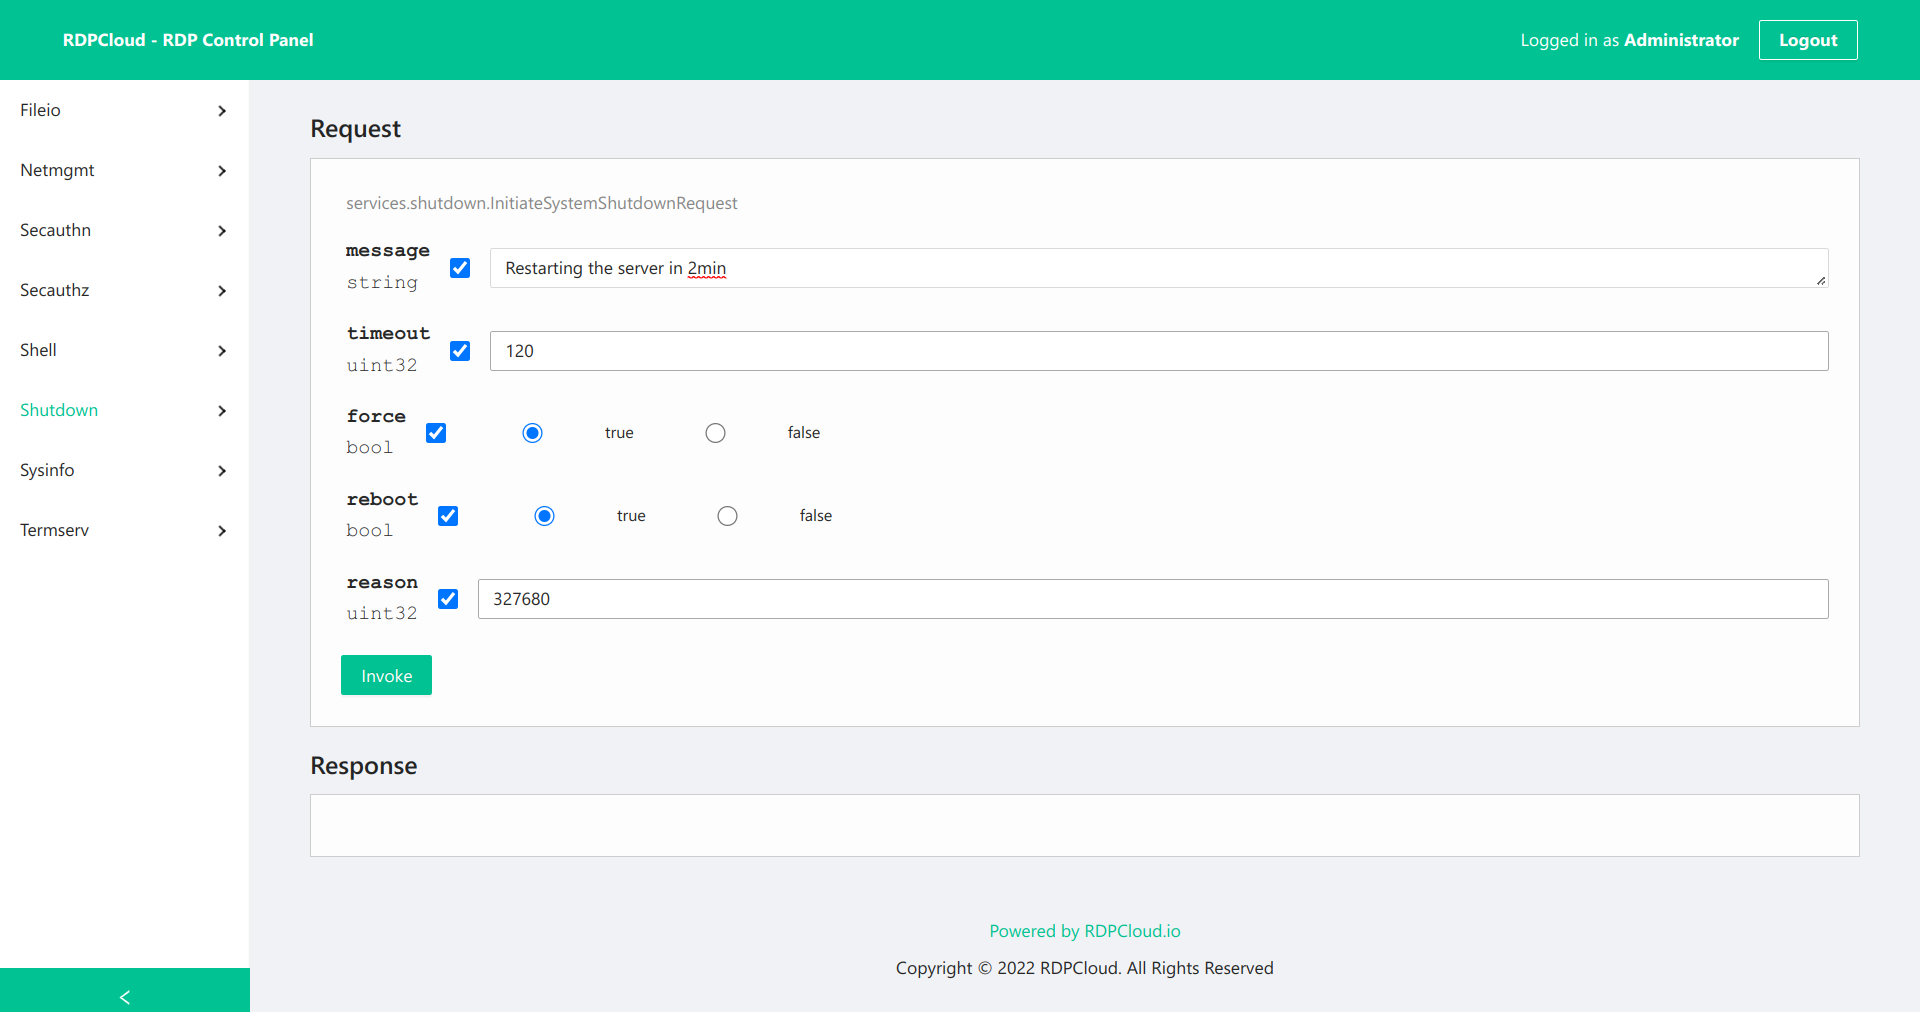 RDPCloud - RDP Control Panel
Logged in as Administrator
Logout
Fileio
Netmgmt
Secauthn
Secauthz
Shell
Shutdown
Sysinfo
Termserv
Request
services.shutdown.InitiateSystemShutdownRequest
message
string
Restarting the server in 2min
timeout
uint32
120
force
bool
true
false
reboot
bool
true
false
reason
uint32
327680
Invoke
Response
Powered by RDPCloud.io
Copyright © 2022 RDPCloud. All Rights Reserved